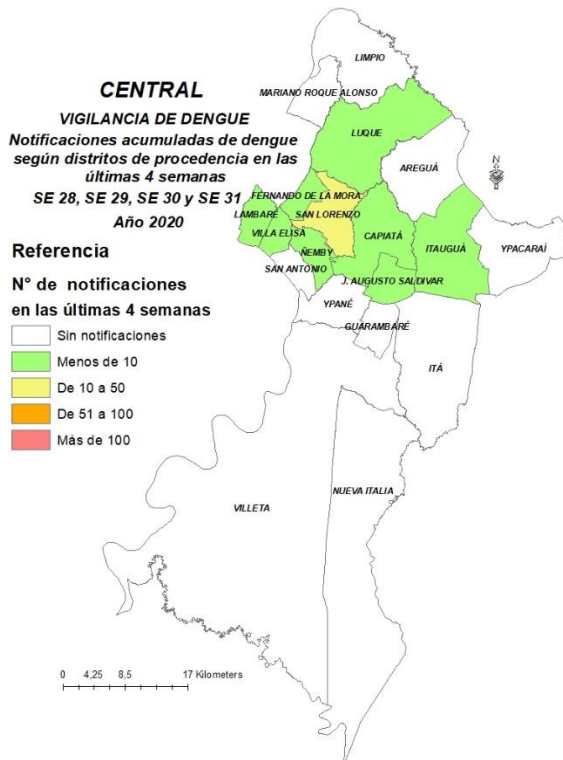 CENTRAL
VIGILANCIA DE DENGUE
Notificaciones acumuladas de dengue
según distritos de procedencia en las
últimas 4 semanas
SE 28, SE 29, SE 30 y SE 31
Año 2020
Referencia
N° de notificaciones
en las últimas 4 semanas
Sin notificaciones
Menos de 10
De 10 a 50
De 51 a 100
Más de 100
LIMPIO
MARIANO ROQUE ALONSO
LUQUE
AREGUÁ
N
FERNANDO DE LA MORA
LAMBARÉ
SAN LORENZO
VILLA ELISA
CAPIATÁ
ITAUGUÁ
YPACARAÍ
ÑEMBY
SAN ANTONIO
J. AUGUSTO SALDIVAR
YPANÉ
GUARAMBARÉ
ITÁ
NUEVA ITALIA
VILLETA
0 4,25 8,5 17 Kilometers